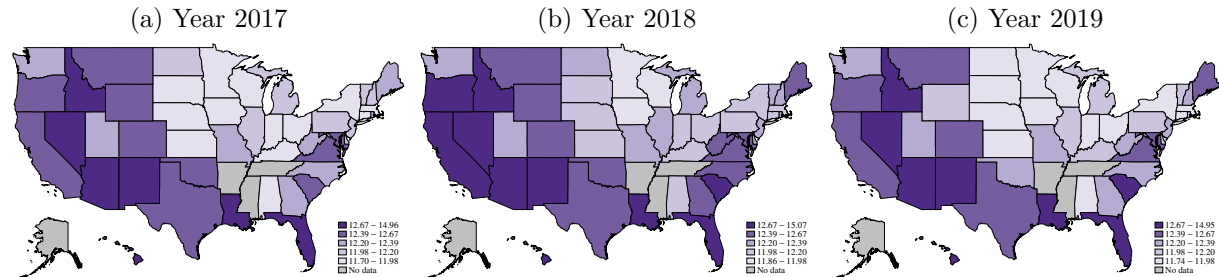 (a) Year 2017
12.67 − 14.96
12.39 − 12.67
12.20 − 12.39
11.98 − 12.20
11.70 − 11.98
No data
(b) Year 2018
12.67 − 15.07
12.39 − 12.67
12.20 − 12.39
11.98 − 12.20
11.86 − 11.98
No data
(c) Year 2019
12.67 − 14.95
12.39 − 12.67
12.20 − 12.39
11.98 − 12.20
11.74 − 11.98
No data